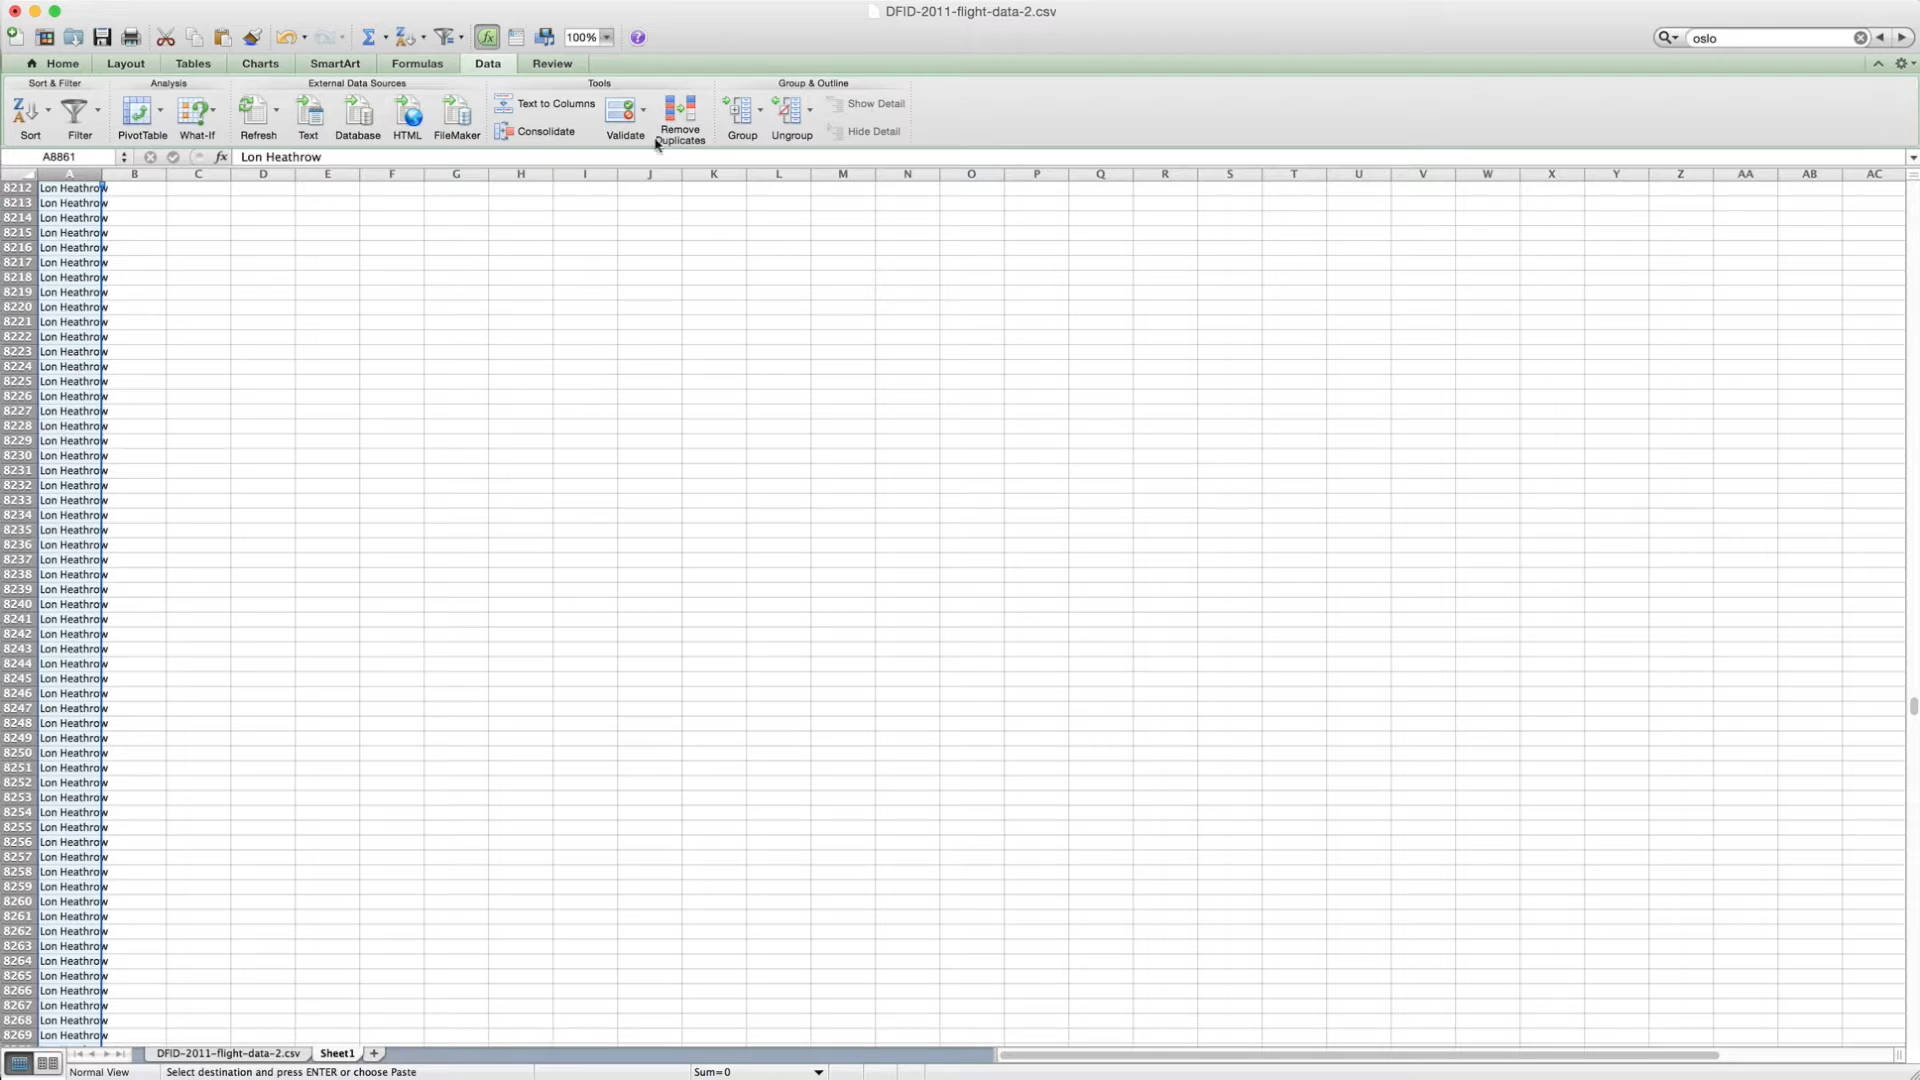 DFID-2011-flight-data-2.csv
100%
oslo
Home Layout Tables Charts SmartArt Formulas Data Review
Sort & Filter Analysis External Data Sources Tools Group & Outline
Text to Columns Show Detail
Consolidate Hide Detail
Sort Filter PivotTable What-If Refresh Text Database HTML FileMaker Validate Remove Duplicates Group Ungroup
A8861 fx Lon Heathrow
A B C D E F G H I J K L M N O P Q R S T U V W X Y Z AA AB AC
8212 Lon Heathrow
8213 Lon Heathrow
8214 Lon Heathrow
8215 Lon Heathrow
8216 Lon Heathrow
8217 Lon Heathrow
8218 Lon Heathrow
8219 Lon Heathrow
8220 Lon Heathrow
8221 Lon Heathrow
8222 Lon Heathrow
8223 Lon Heathrow
8224 Lon Heathrow
8225 Lon Heathrow
8226 Lon Heathrow
8227 Lon Heathrow
8228 Lon Heathrow
8229 Lon Heathrow
8230 Lon Heathrow
8231 Lon Heathrow
8232 Lon Heathrow
8233 Lon Heathrow
8234 Lon Heathrow
8235 Lon Heathrow
8236 Lon Heathrow
8237 Lon Heathrow
8238 Lon Heathrow
8239 Lon Heathrow
8240 Lon Heathrow
8241 Lon Heathrow
8242 Lon Heathrow
8243 Lon Heathrow
8244 Lon Heathrow
8245 Lon Heathrow
8246 Lon Heathrow
8247 Lon Heathrow
8248 Lon Heathrow
8249 Lon Heathrow
8250 Lon Heathrow
8251 Lon Heathrow
8252 Lon Heathrow
8253 Lon Heathrow
8254 Lon Heathrow
8255 Lon Heathrow
8256 Lon Heathrow
8257 Lon Heathrow
8258 Lon Heathrow
8259 Lon Heathrow
8260 Lon Heathrow
8261 Lon Heathrow
8262 Lon Heathrow
8263 Lon Heathrow
8264 Lon Heathrow
8265 Lon Heathrow
8266 Lon Heathrow
8267 Lon Heathrow
8268 Lon Heathrow
8269 Lon Heathrow
DFID-2011-flight-data-2.csv Sheet1
Normal View Select destination and press ENTER or choose Paste Sum=0